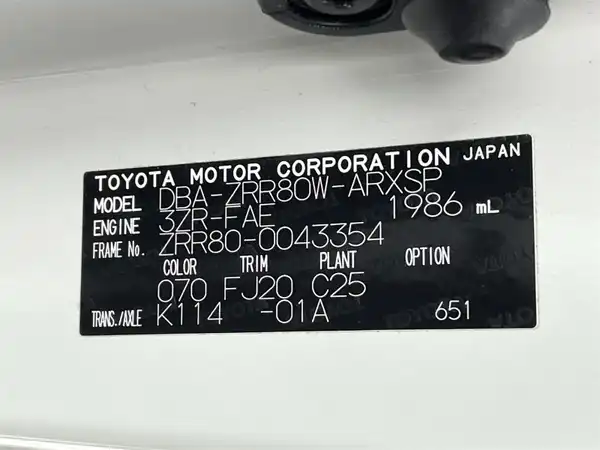 TOYOTA MOTOR CORPORATION JAPAN
MODEL DBA-ZRR80W-ARXSP
ENGINE 3ZR-FAE 1986 mL
FRAME No. ZRR80-0043354
COLOR TRIM PLANT OPTION
070 FJ20 C25
TRANS./AXLE K114 -01A 651